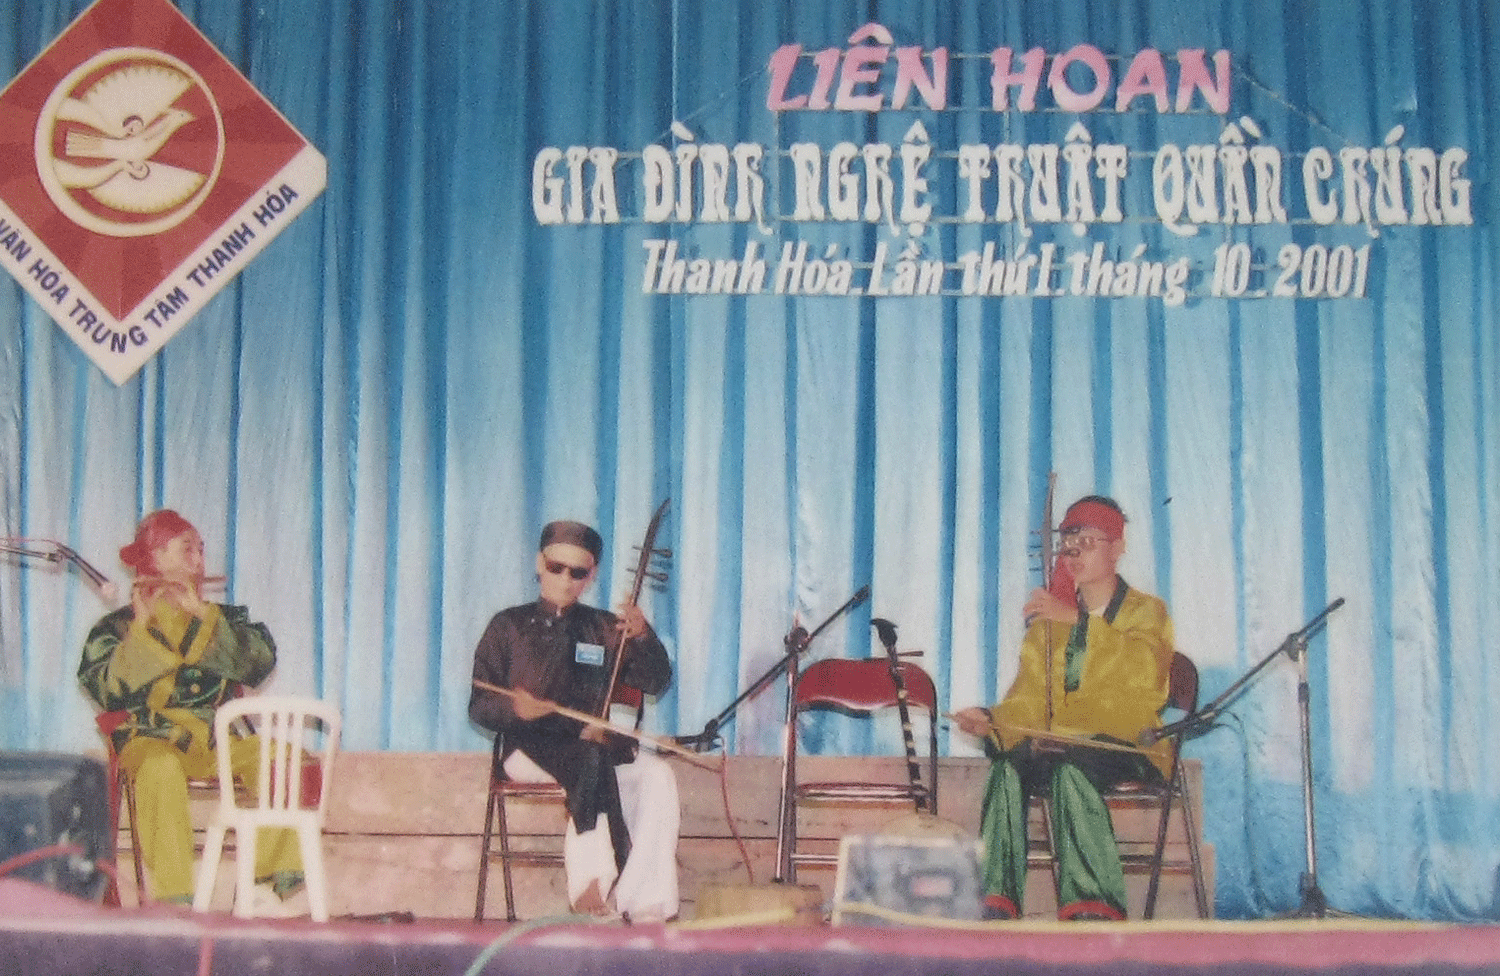 LIÊN HOAN
GIA ĐÌNH NGHỆ THUẬT QUẦN CHÚNG
Thanh Hóa Lần thứ I tháng 10 - 2001
VĂN HÓA TRUNG TÂM THANH HÓA